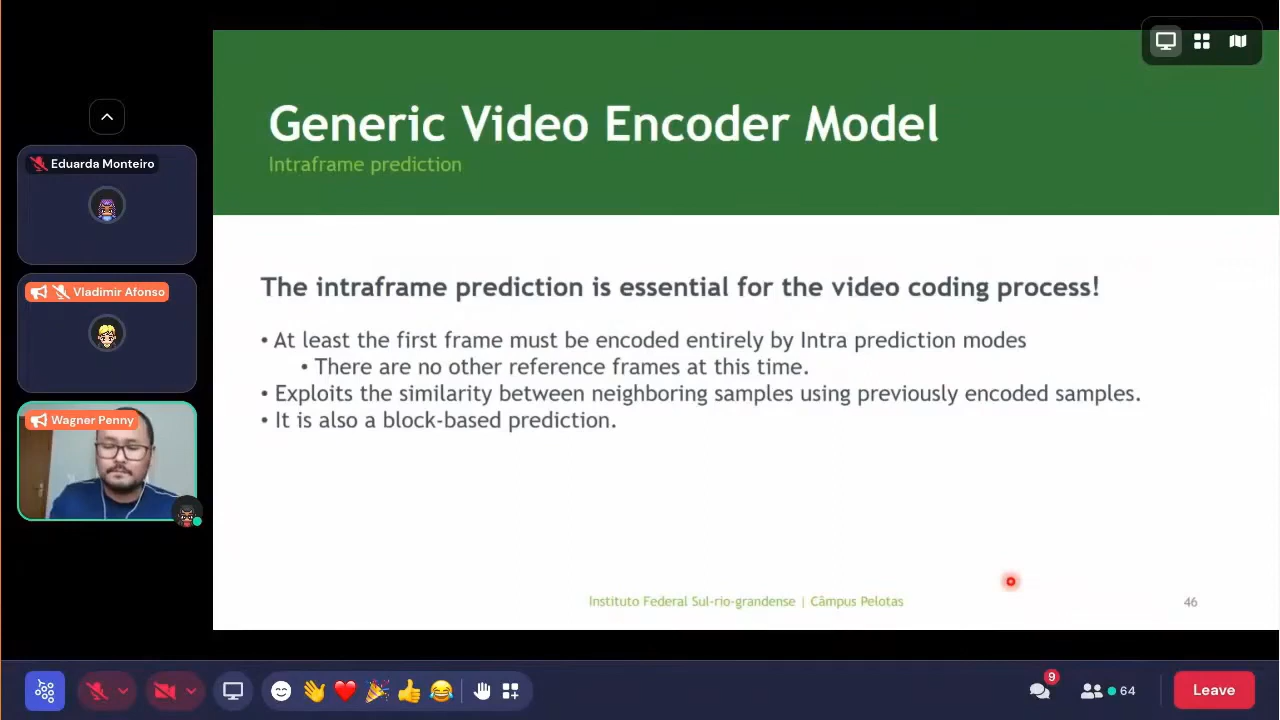 Generic Video Encoder Model
Intraframe prediction
Eduarda Monteiro
Vladimir Afonso
Wagner Penny
The intraframe prediction is essential for the video coding process!
• At least the first frame must be encoded entirely by Intra prediction modes
• There are no other reference frames at this time.
• Exploits the similarity between neighboring samples using previously encoded samples.
• It is also a block-based prediction.
Instituto Federal Sul-rio-grandense | Câmpus Pelotas
46
9
64
Leave